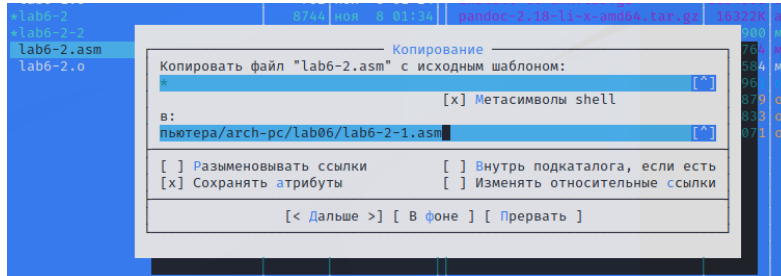 *lab6-2 8744 ноя 8 01:34 pandoc-2.18-li-x-amd64.tar.gz 16322K
*lab6-2-2
lab6-2.asm
lab6-2.o
Копирование
Копировать файл "lab6-2.asm" с исходным шаблоном:
* [^]
[x] Метасимволы shell
в:
пьютера/arch-pc/lab06/lab6-2-1.asm [^]
[ ] Разыменовывать ссылки [ ] Внутрь подкаталога, если есть
[x] Сохранять атрибуты [ ] Изменять относительные ссылки
[< Дальше >] [ В фоне ] [ Прервать ]